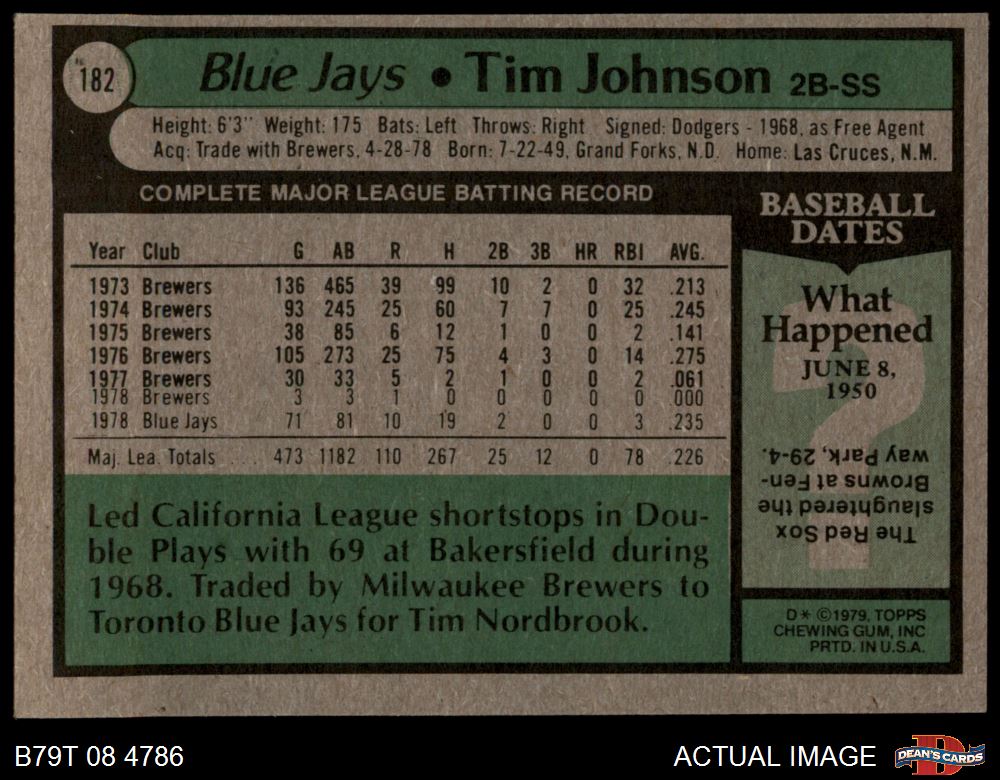 182
Blue Jays • Tim Johnson 2B-SS
Height: 6'3" Weight: 175 Bats: Left Throws: Right Signed: Dodgers - 1968, as Free Agent
Acq: Trade with Brewers, 4-28-78 Born: 7-22-49, Grand Forks, N.D. Home: Las Cruces, N.M.
COMPLETE MAJOR LEAGUE BATTING RECORD
Year Club G AB R H 2B 3B HR RBI AVG.
1973 Brewers 136 465 39 99 10 2 0 32 .213
1974 Brewers 93 245 25 60 7 7 0 25 .245
1975 Brewers 38 85 6 12 1 0 0 2 .141
1976 Brewers 105 273 25 75 4 3 0 14 .275
1977 Brewers 30 33 5 2 1 0 0 2 .061
1978 Brewers 3 3 1 0 0 0 0 0 .000
1978 Blue Jays 71 81 10 19 2 0 0 3 .235
Maj. Lea. Totals .... 473 1182 110 267 25 12 0 78 .226
Led California League shortstops in Dou-
ble Plays with 69 at Bakersfield during
1968. Traded by Milwaukee Brewers to
Toronto Blue Jays for Tim Nordbrook.
BASEBALL
DATES
What
Happened
JUNE 8,
1950
The Red Sox
slaughtered the
Browns at Fen-
way Park, 29-4.
D* ©1979, TOPPS
CHEWING GUM, INC
PRTD. IN U.S.A.
B79T 08 4786
ACTUAL IMAGE
DEAN'S CARDS